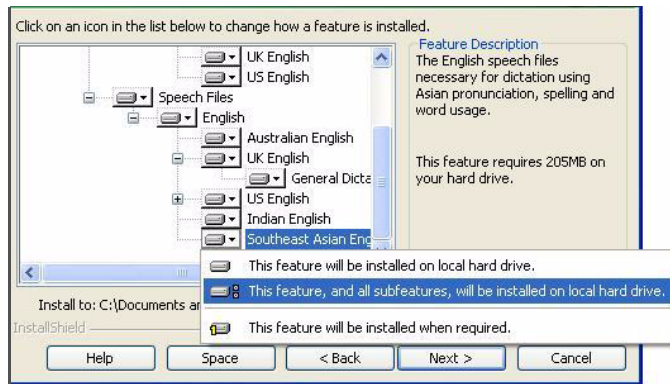 Click on an icon in the list below to change how a feature is installed.
UK English
US English
Speech Files
English
Australian English
UK English
General Dicta
US English
Indian English
Southeast Asian Eng
Feature Description
The English speech files
necessary for dictation using
Asian pronunciation, spelling and
word usage.
This feature requires 205MB on
your hard drive.
This feature will be installed on local hard drive.
This feature, and all subfeatures, will be installed on local hard drive.
This feature will be installed when required.
Install to: C:\Documents ar
InstallShield
Help
Space
< Back
Next >
Cancel